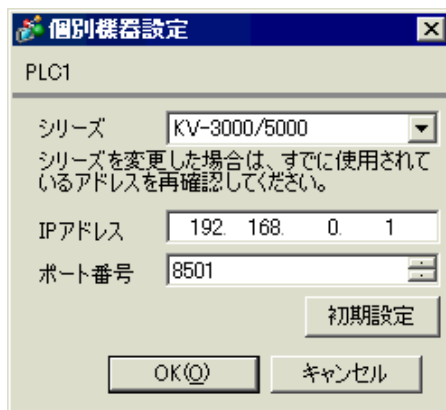 個別機器設定
PLC1
シリーズ KV-3000/5000
シリーズを変更した場合は、すでに使用されて
いるアドレスを再確認してください。
IPアドレス 192. 168. 0. 1
ポート番号 8501
初期設定
OK(O) キャンセル